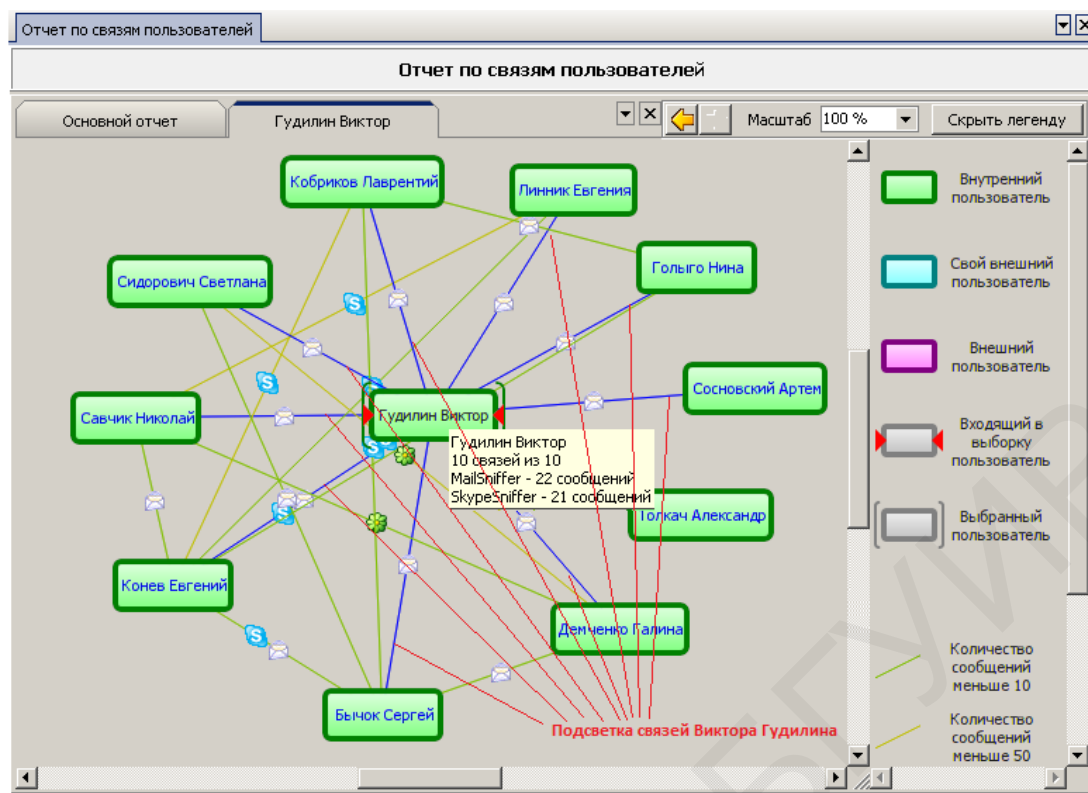 Отчет по связям пользователей
Отчет по связям пользователей
Основной отчет
Гудилин Виктор
Масштаб
100 %
Скрыть легенду
Кобриков Лаврентий
Линник Евгения
Голыго Нина
Сидорович Светлана
Сосновский Артем
Савчик Николай
Гудилин Виктор
Гудилин Виктор
10 связей из 10
MailSniffer - 22 сообщений
SkypeSniffer - 21 сообщений
Толкач Александр
Конев Евгений
Демченко Галина
Бычок Сергей
Подсветка связей Виктора Гудилина
Внутренний
пользователь
Свой внешний
пользователь
Внешний
пользователь
Входящий в
выборку
пользователь
Выбранный
пользователь
Количество
сообщений
меньше 10
Количество
сообщений
меньше 50
БГУИР